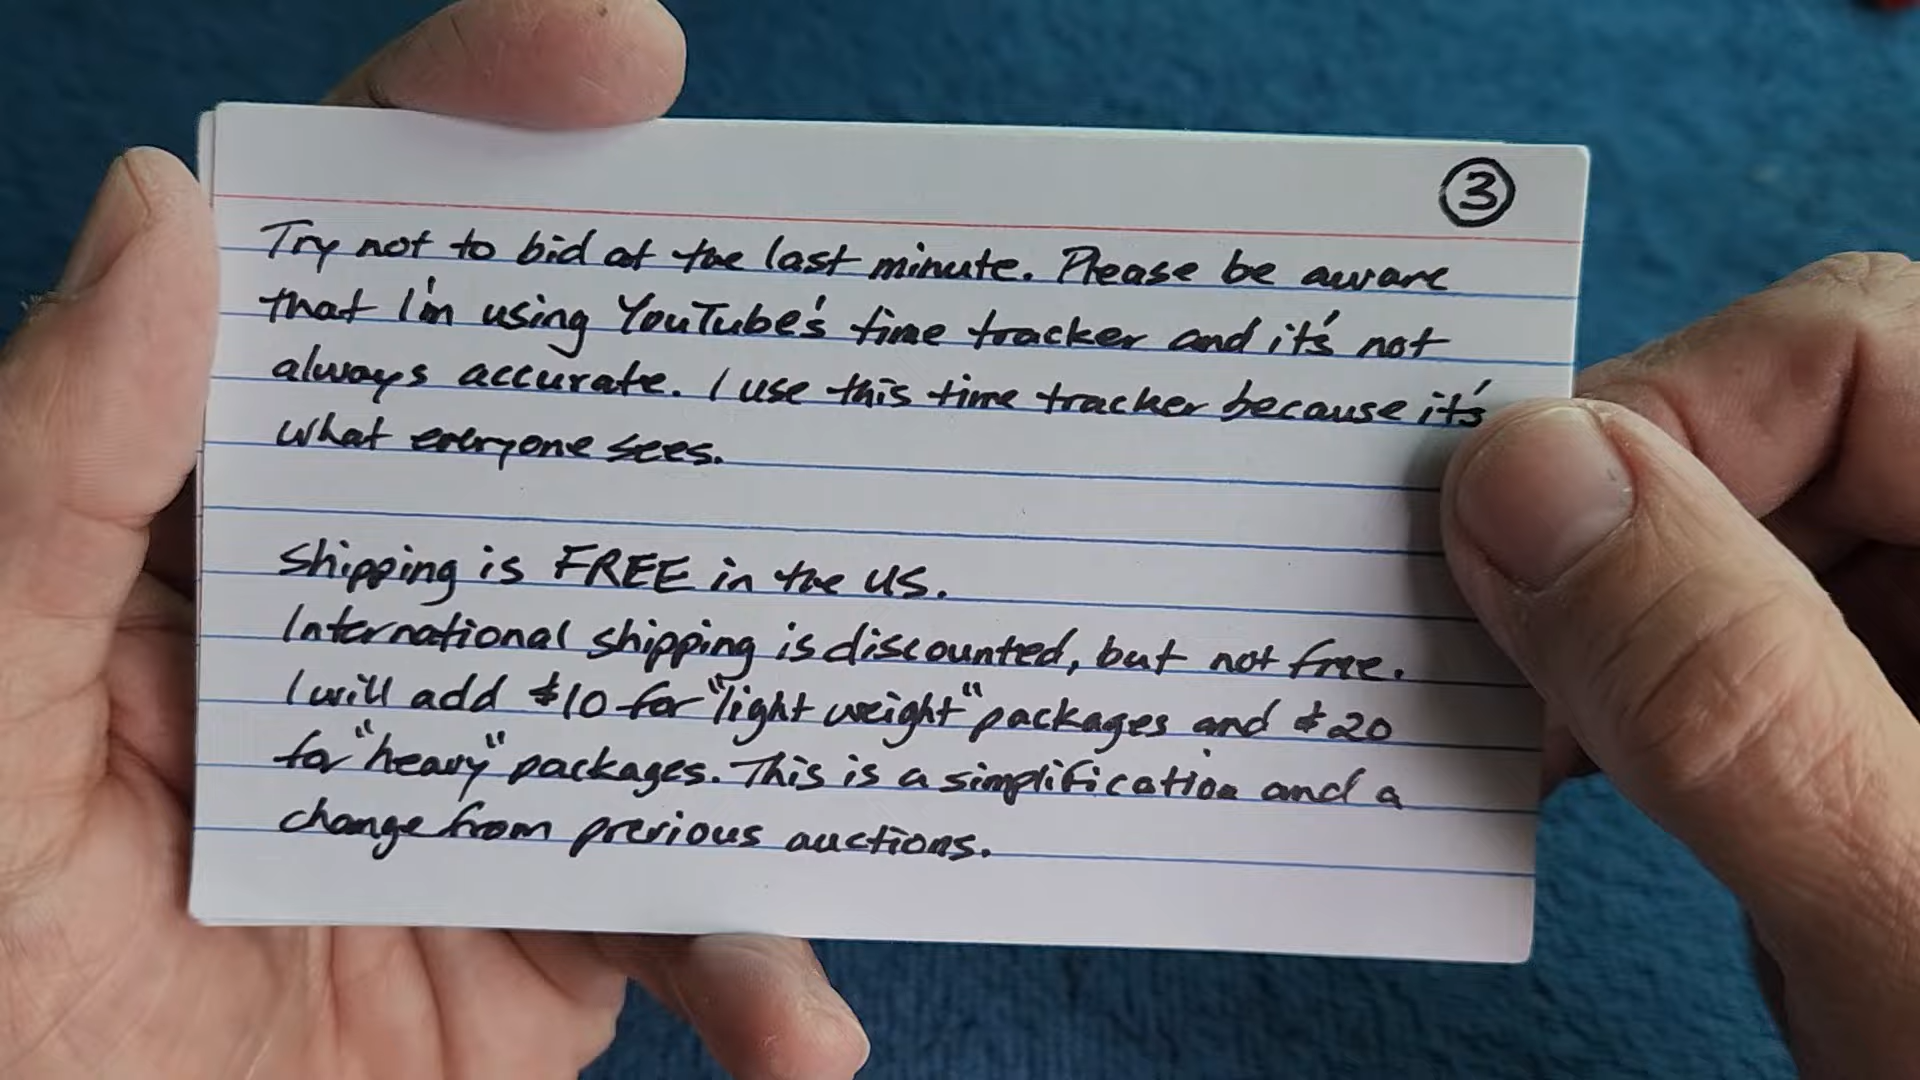 3
Try not to bid at the last minute. Please be aware
that I'm using YouTube's time tracker and it's not
always accurate. I use this time tracker because it's
what everyone sees.
Shipping is FREE in the US.
International shipping is discounted, but not free.
I will add $10 for "light weight" packages and $20
for "heavy" packages. This is a simplification and a
change from previous auctions.